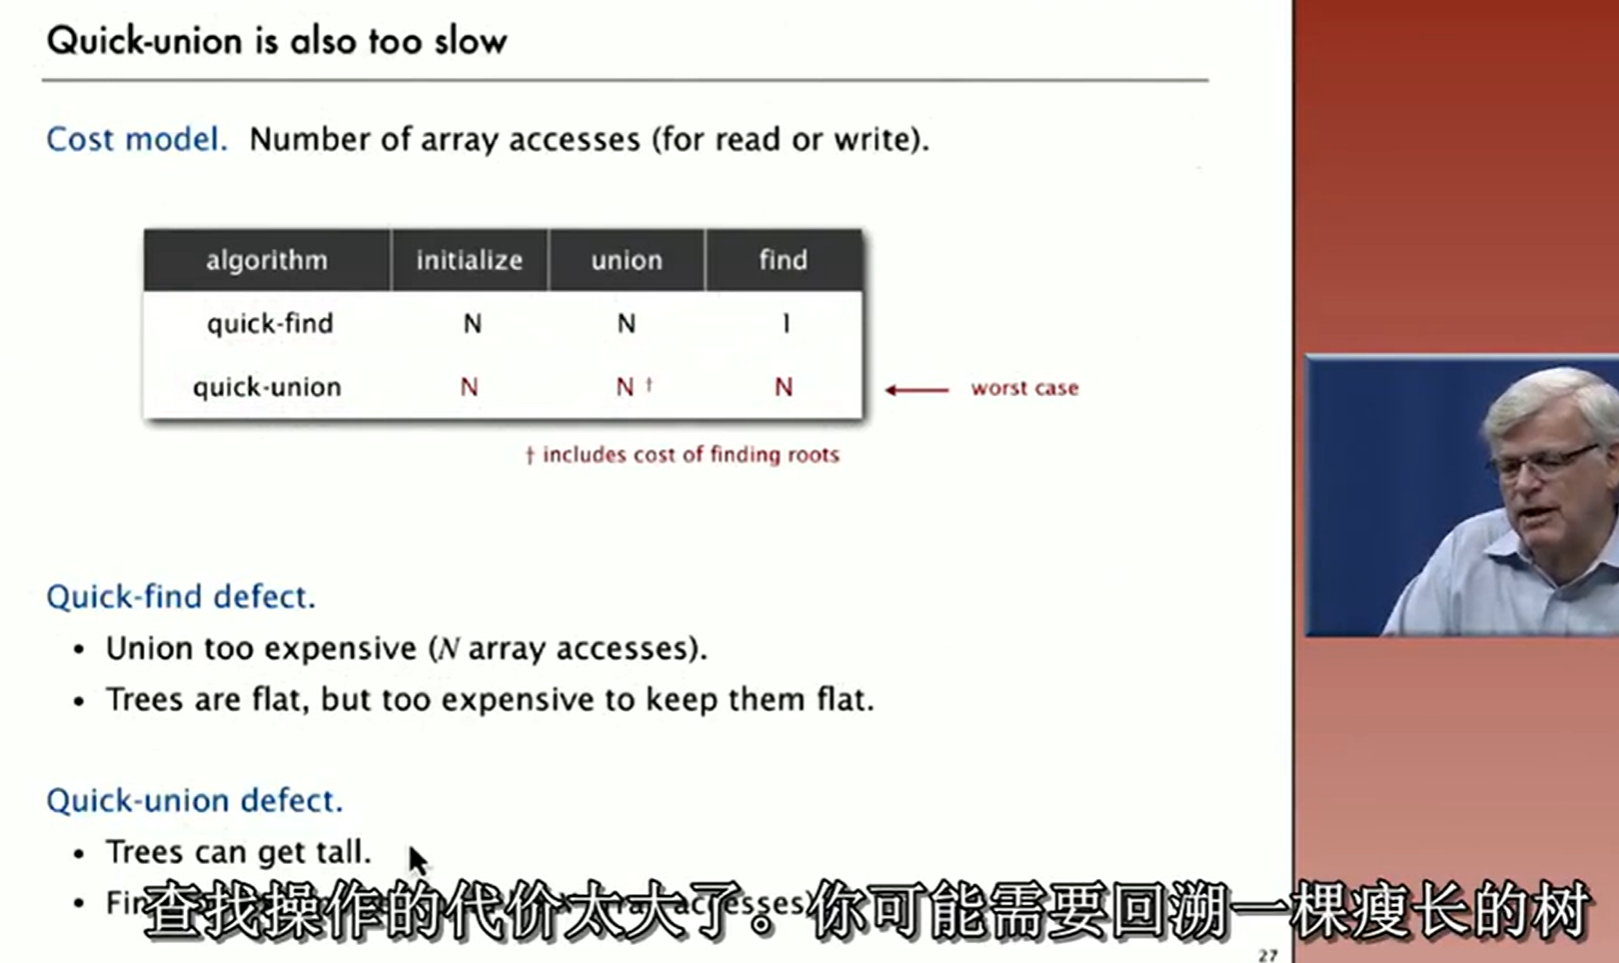 Quick-union is also too slow
Cost model. Number of array accesses (for read or write).
algorithm initialize union find
quick-find N N 1
quick-union N N † N
worst case
† includes cost of finding roots
Quick-find defect.
• Union too expensive (N array accesses).
• Trees are flat, but too expensive to keep them flat.
Quick-union defect.
• Trees can get tall.
查找操作的代价太大了。你可能需要回溯一棵瘦长的树
27